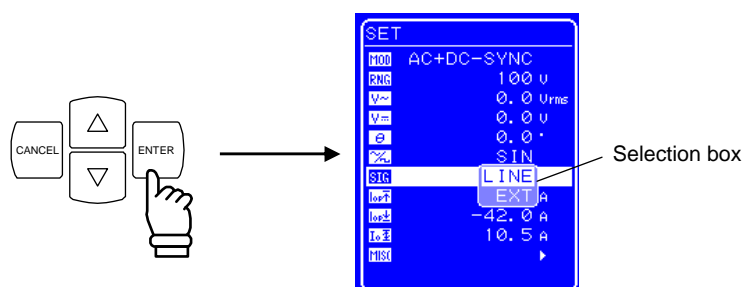 CANCEL
ENTER
SET
MOD AC+DC-SYNC
RNG 100 V
V~ 0.0 Vrms
V⎓ 0.0 V
θ 0.0 °
SIN
SIG LINE
EXT A
-42.0 A
10.5 A
MISC
Selection box